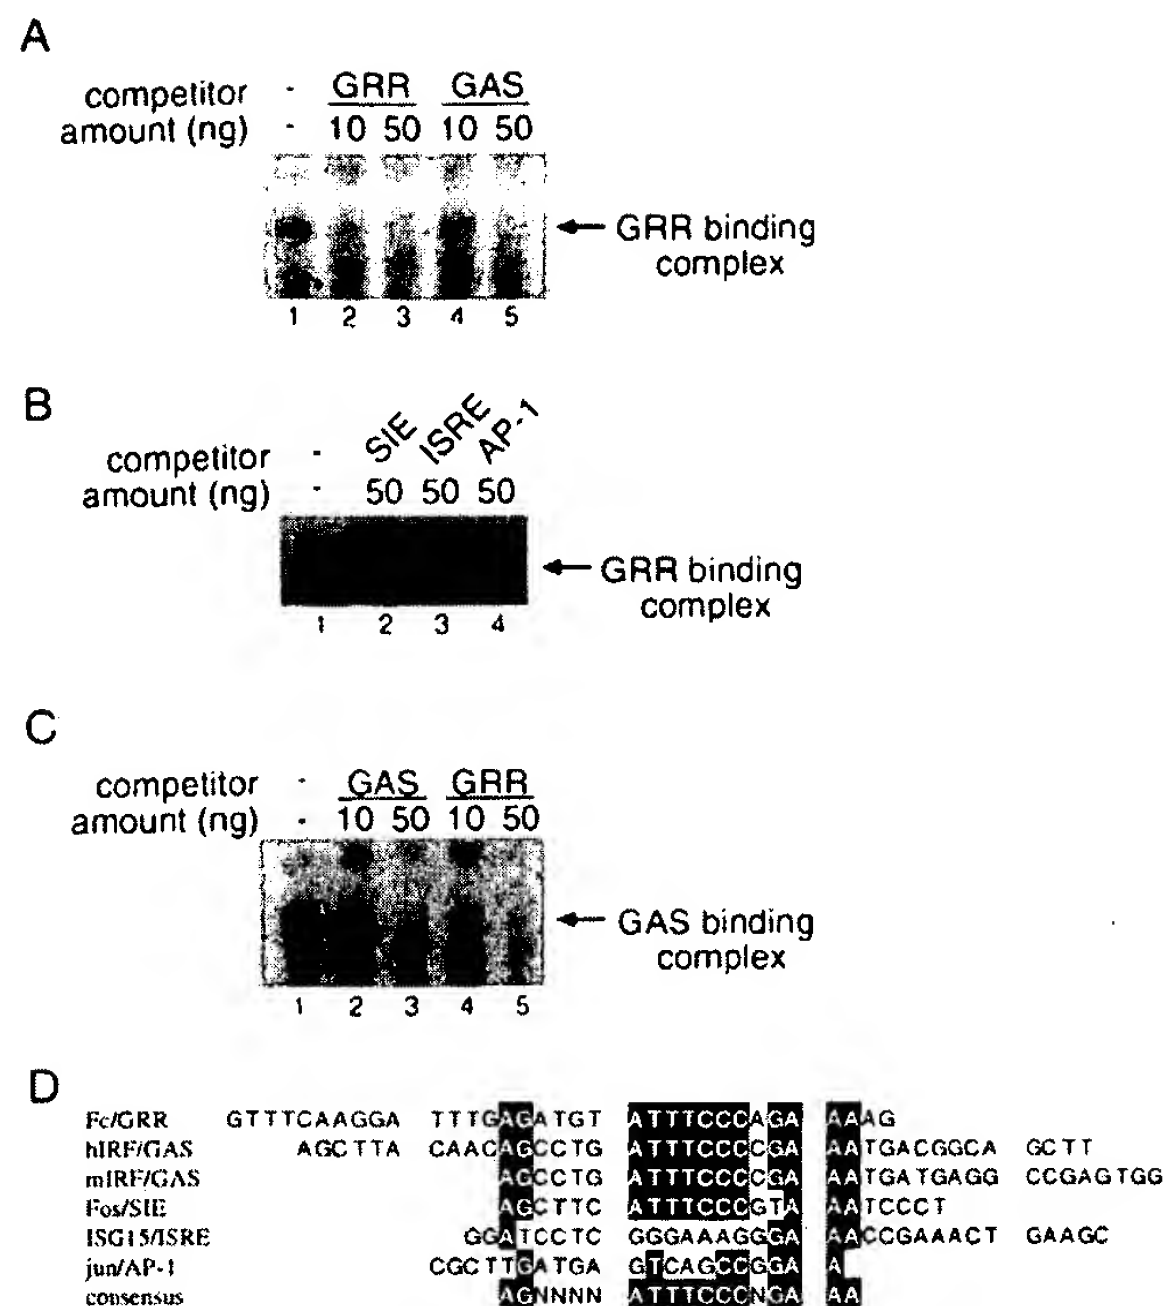 A
competitor - GRR GAS
amount (ng) - 10 50 10 50
GRR binding
complex
1 2 3 4 5
B
competitor - SIE ISRE AP-1
amount (ng) - 50 50 50
GRR binding
complex
1 2 3 4
C
competitor - GAS GRR
amount (ng) - 10 50 10 50
GAS binding
complex
1 2 3 4 5
D
Fc/GRR GTTTCAAGGA TTTGAGATGT ATTTCCCAGA AAAG
hIRF/GAS AGCTTA CAACAGCCTG ATTTCCCCGA AATGACGGCA GCTT
mIRF/GAS AGCCTG ATTTCCCCGA AATGATGAGG CCGAGTGG
Fos/SIE AGCTTC ATTTCCCGTA AATCCCT
ISG15/ISRE GGATCCTC GGGAAAGGGA AACCGAAACT GAAGC
jun/AP-1 CGCTTGATGA GTCAGCCGGA A
consensus AGNNNN ATTTCCCNGA AA